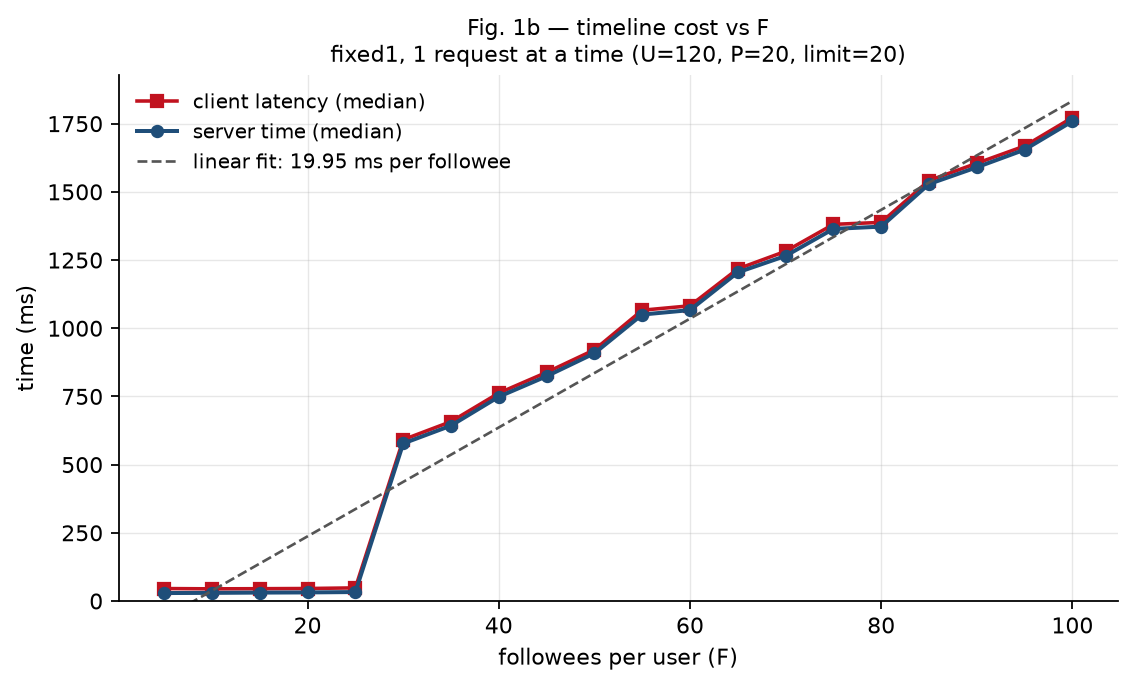 Fig. 1b — timeline cost vs F
fixed1, 1 request at a time (U=120, P=20, limit=20)
client latency (median)
server time (median)
linear fit: 19.95 ms per followee
time (ms)
1750
1500
1250
1000
750
500
250
0
20 40 60 80 100
followees per user (F)